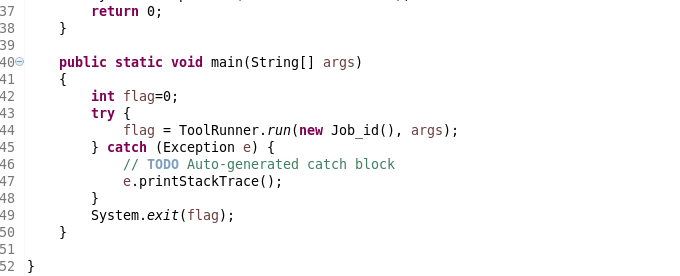 37         return 0;
38     }
39
40     public static void main(String[] args)
41     {
42         int flag=0;
43         try {
44             flag = ToolRunner.run(new Job_id(), args);
45         } catch (Exception e) {
46             // TODO Auto-generated catch block
47             e.printStackTrace();
48         }
49         System.exit(flag);
50     }
51
52 }